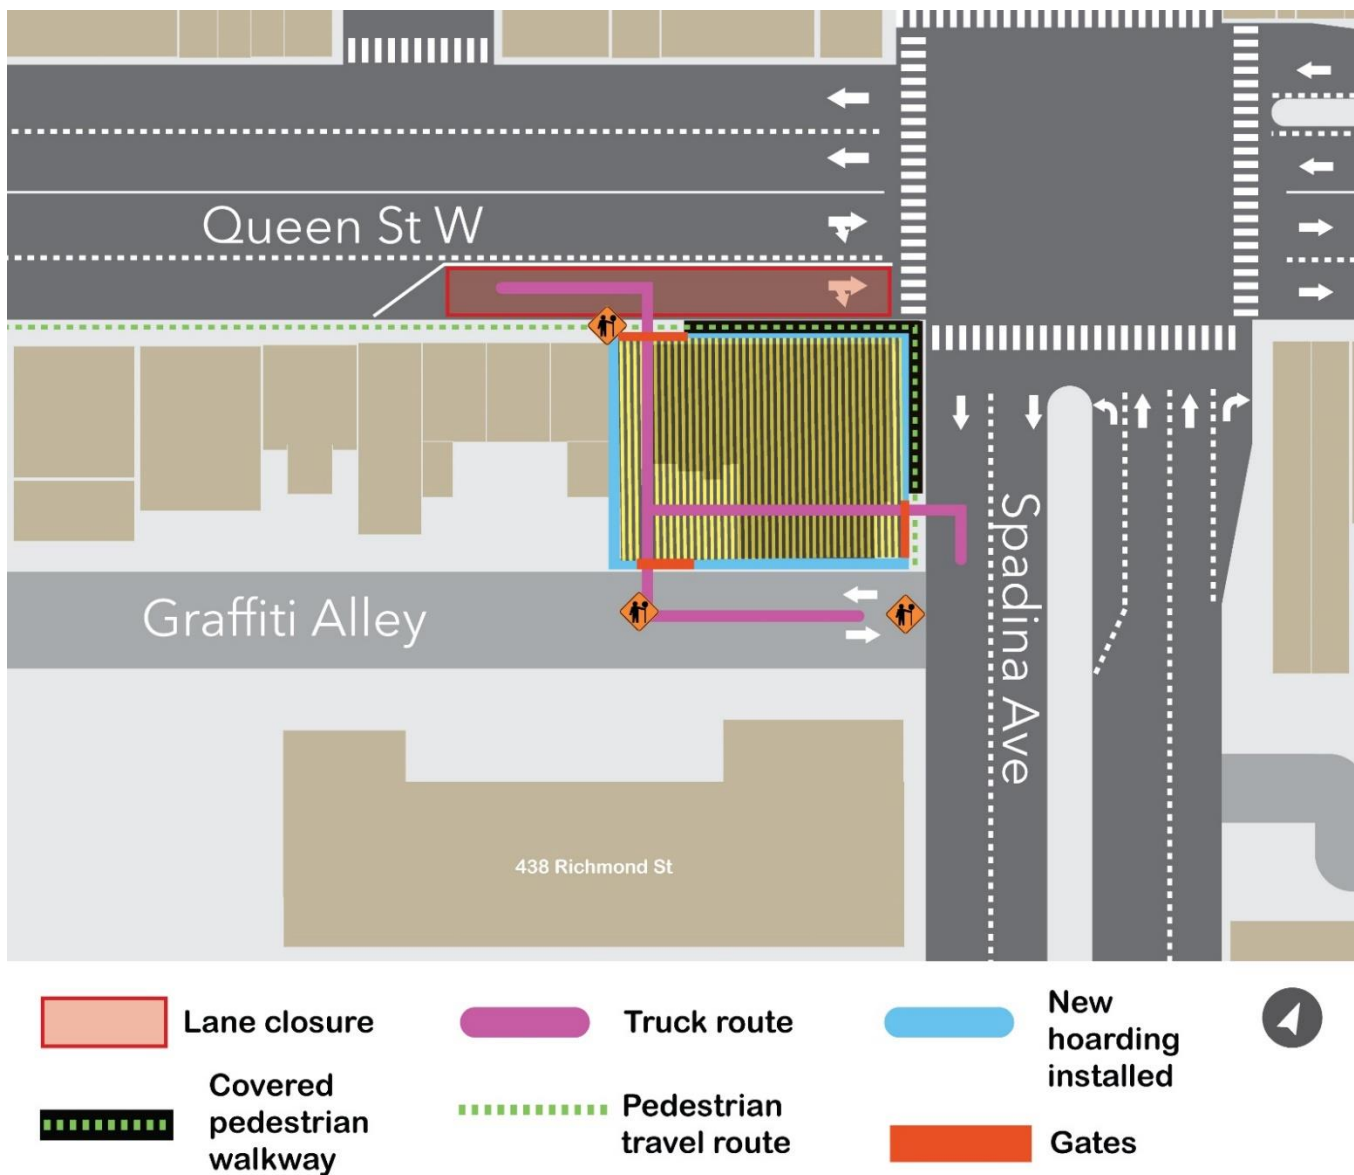 Queen St W
Graffiti Alley
Spadina Ave
438 Richmond St
Lane closure
Truck route
New
hoarding
installed
Covered
pedestrian
walkway
Pedestrian
travel route
Gates